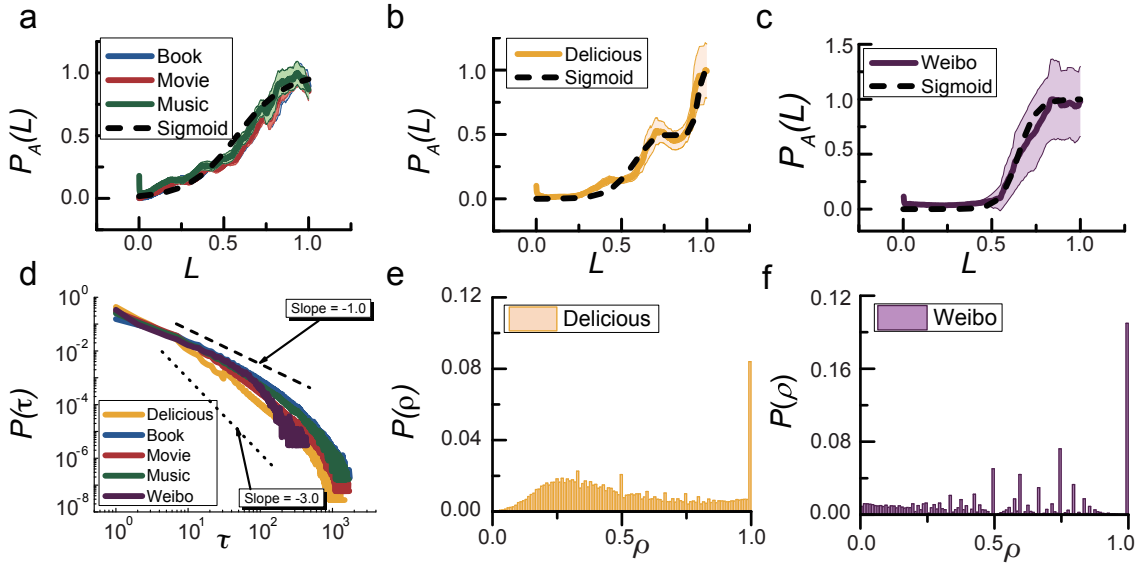 a
Book
Movie
Music
Sigmoid
1.0
0.5
0.0
P_A(L)
0.0 0.5 1.0
L
b
Delicious
Sigmoid
1.0
0.5
0.0
P_A(L)
0.0 0.5 1.0
L
c
Weibo
Sigmoid
1.5
1.0
0.5
0.0
P_A(L)
0.0 0.5 1.0
L
d
10^0
10^-2
10^-4
10^-6
10^-8
P(τ)
Slope = -1.0
Delicious
Book
Movie
Music
Weibo
Slope = -3.0
10^0 10^1 10^2 10^3
τ
e
Delicious
0.12
0.08
0.04
0.00
P(ρ)
0.0 0.5 1.0
ρ
f
Weibo
0.12
0.16
0.08
0.00
P(ρ)
0.0 0.5 1.0
ρ